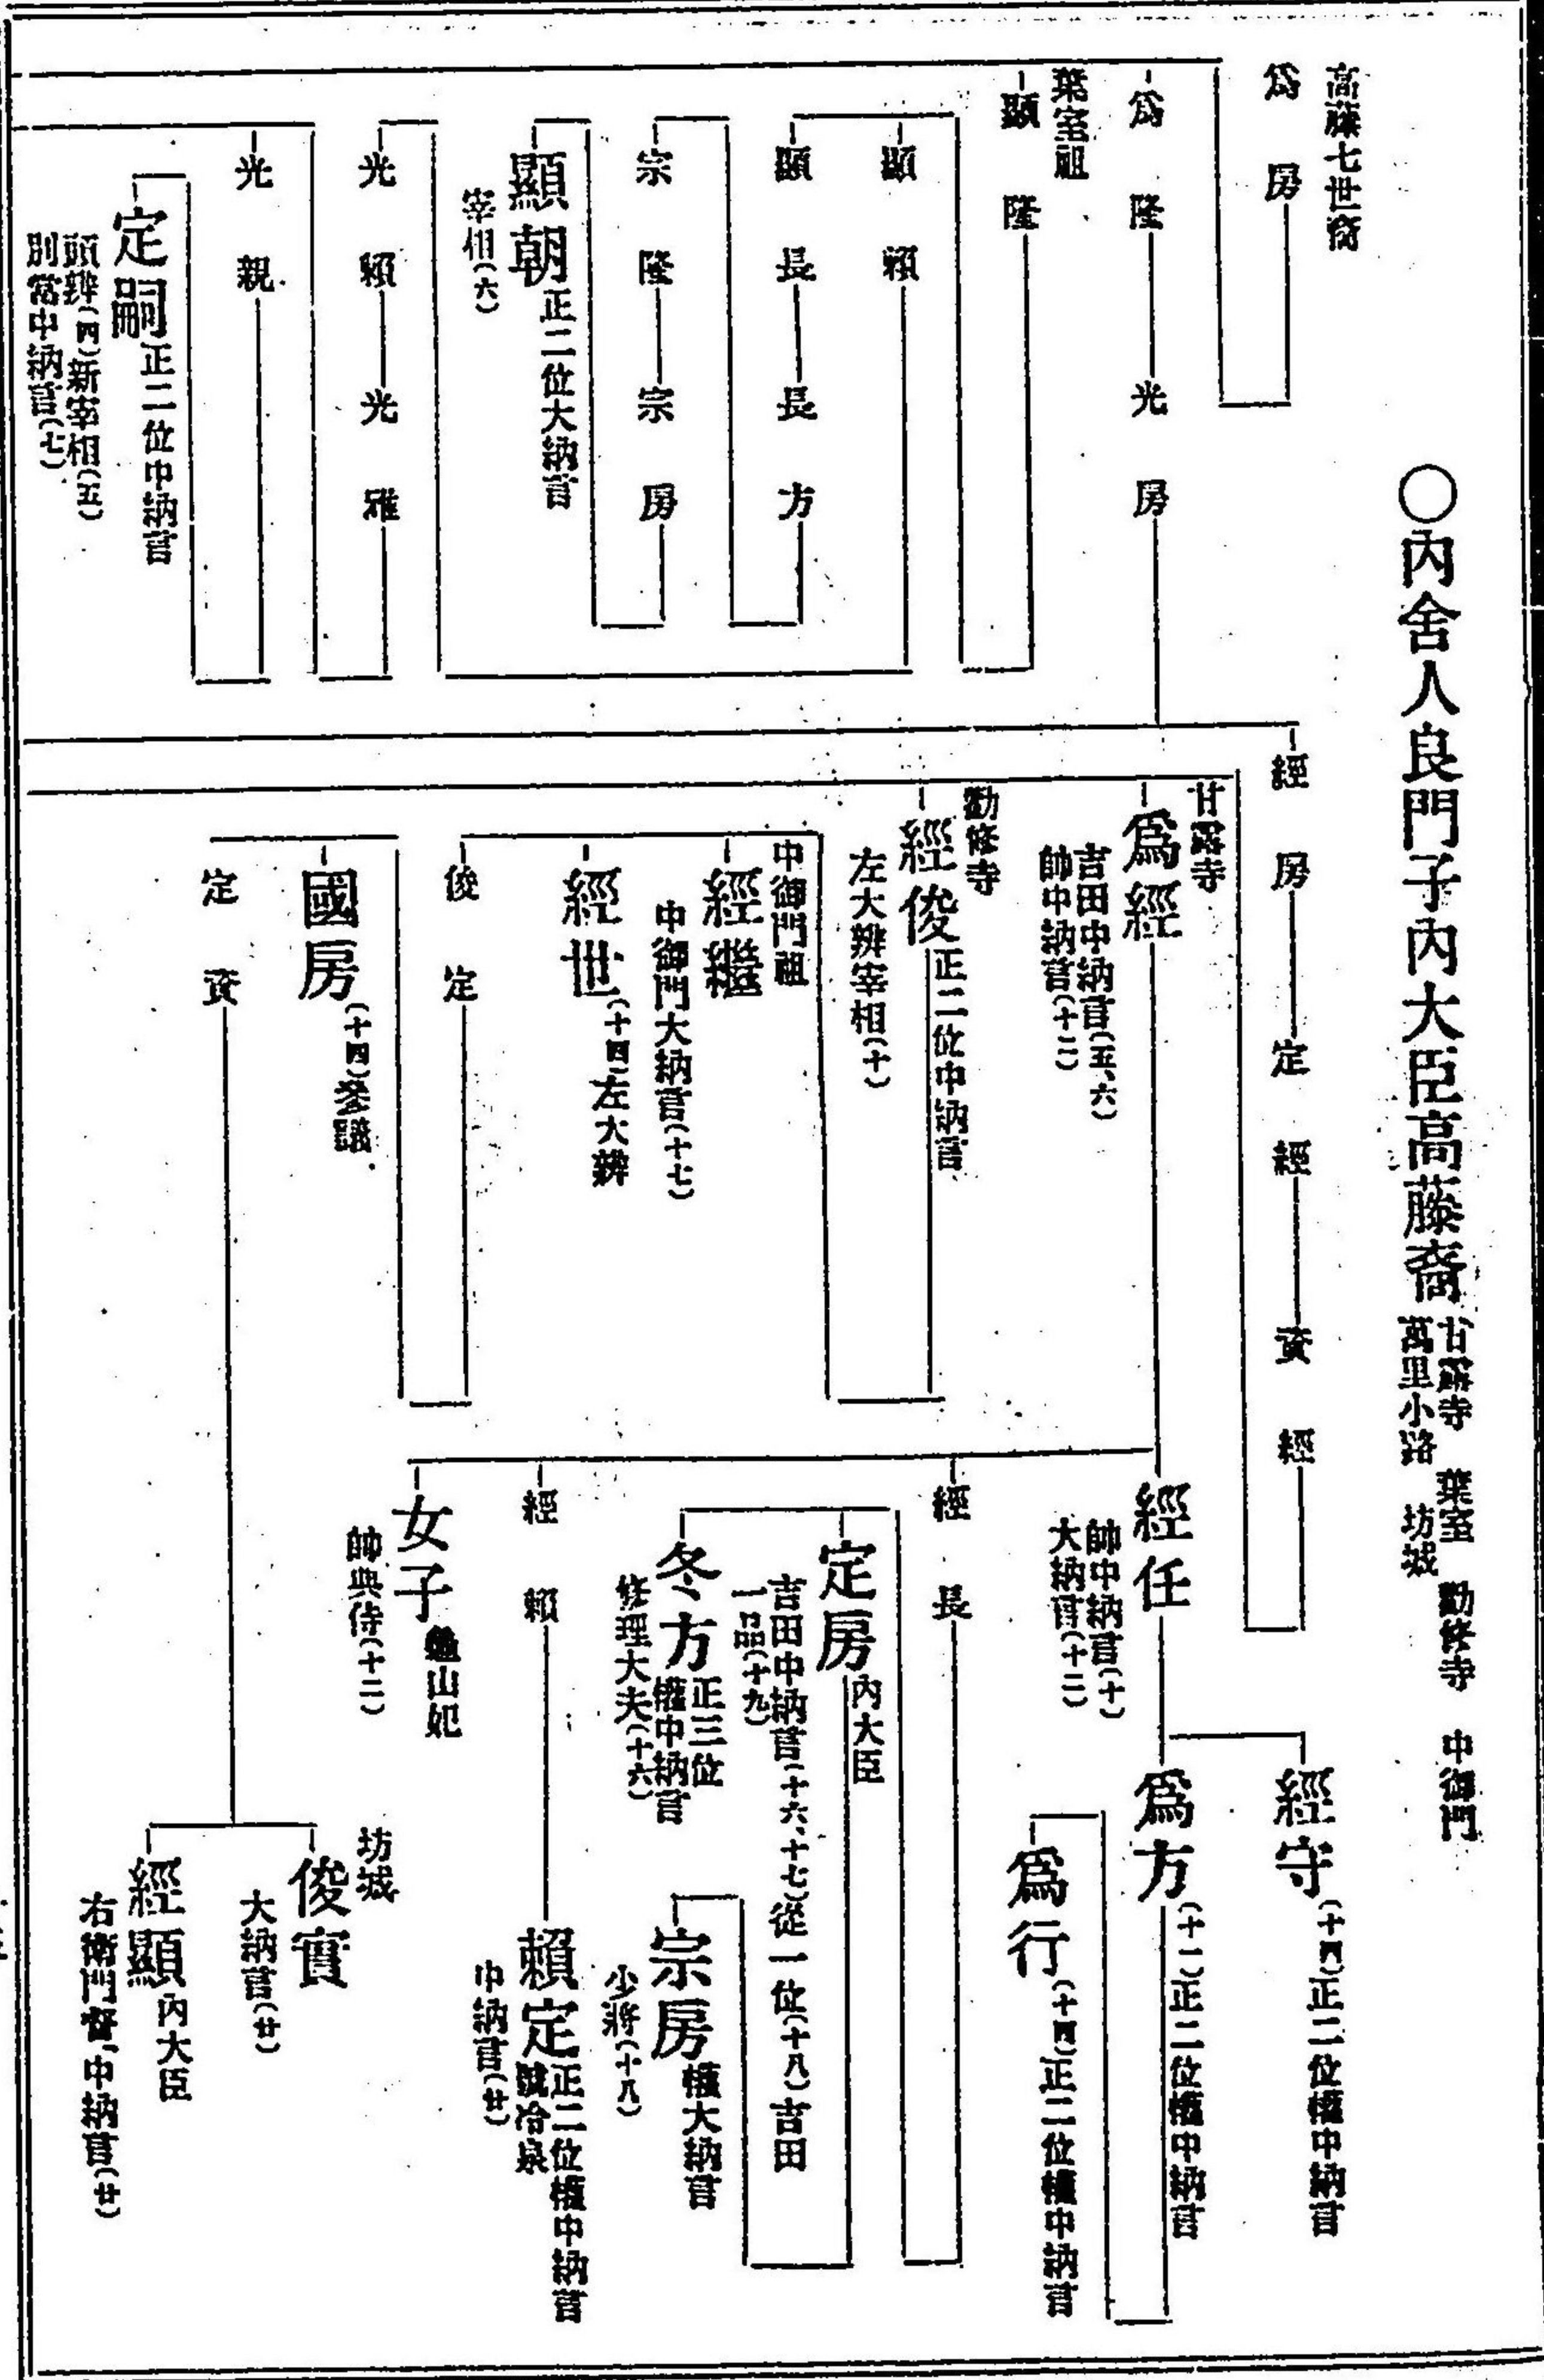 〇內舍人良門子內大臣高藤裔
甘露寺 葉室 勸修寺 中御門
萬里小路 坊城
高藤七世裔
爲房
爲隆
光房
葉室祖
顯隆
顯賴
顯長
長方
宗隆
宗房
顯朝
正二位大納言
宰相(六)
光賴
光雅
光親
定嗣
正二位中納言
頭辨(四)新宰相(五)
別當中納言(七)
經房
定經
資經
甘露寺
爲經
吉田中納言(五、六)
帥中納言(十二)
勸修寺
經俊
正二位中納言
左大辨宰相(十)
中御門祖
經繼
中御門大納言(十七)
經世
(十四)左大辨
俊定
國房
(十四)參議
定資
經任
帥中納言(十)
大納言(十二)
經守
(十四)正二位權中納言
爲方
(十一)正二位權中納言
爲行
(十四)正二位權中納言
經長
定房
內大臣
吉田中納言(十六、十七)從一位(十八)吉田
一品(十九)
冬方
正三位
權中納言
修理大夫(十六)
宗房
權大納言
少將(十八)
經賴
賴定
正二位權中納言
號冷泉
中納言(廿)
女子
龜山妃
帥典侍(十二)
坊城
俊實
大納言(廿)
經顯
內大臣
右衛門督、中納言(廿)